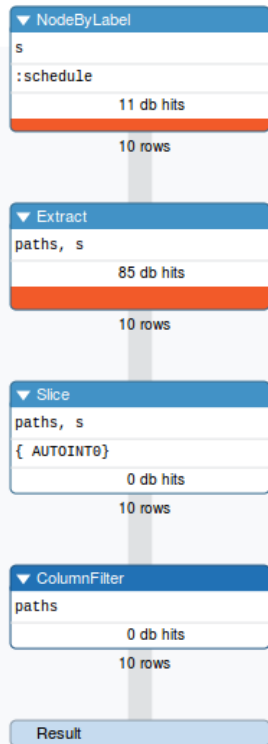 NodeByLabel
s
:schedule
11 db hits
10 rows
Extract
paths, s
85 db hits
10 rows
Slice
paths, s
{ AUTOINT0}
0 db hits
10 rows
ColumnFilter
paths
0 db hits
10 rows
Result